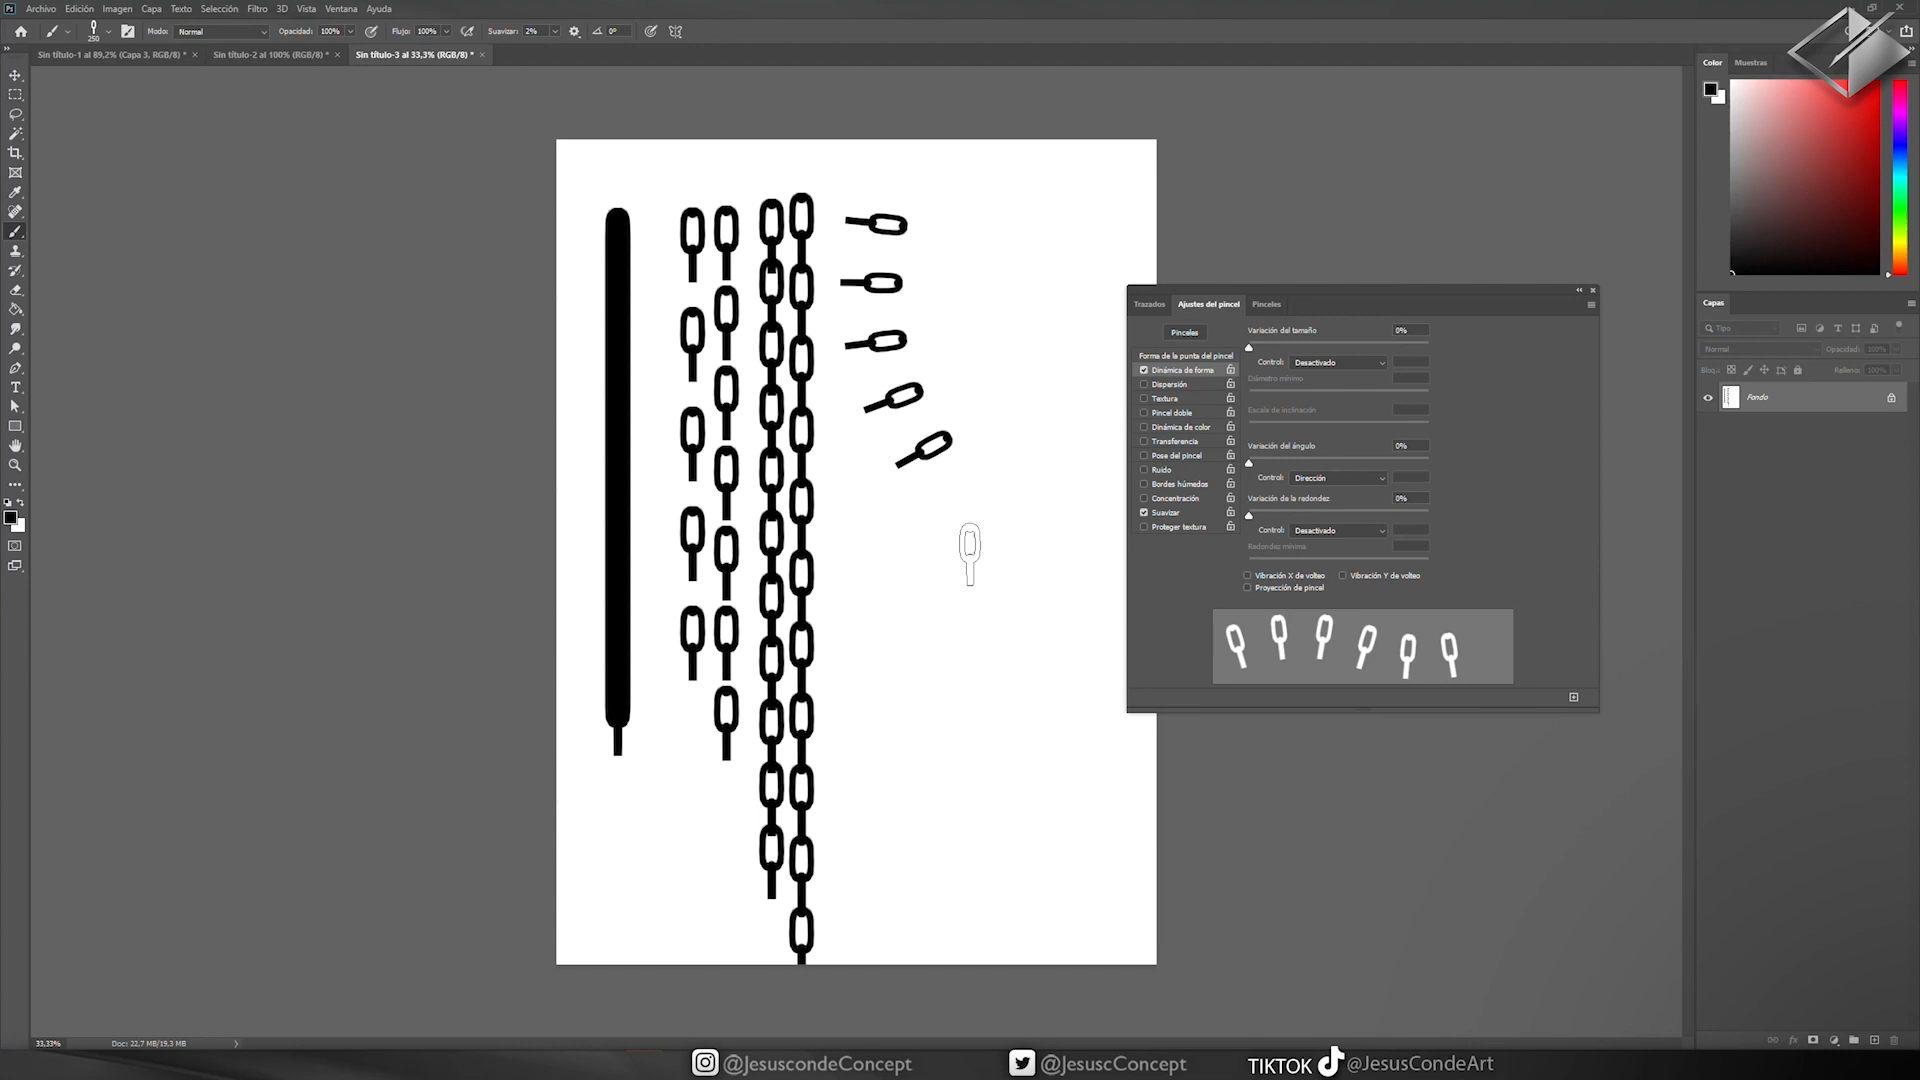 Ps Archivo Edición Imagen Capa Texto Selección Filtro 3D Vista Ventana Ayuda
250 Modo: Normal Opacidad: 100% Flujo: 100% Suavizar: 2% 0°
Sin título-1 al 89,2% (Capa 3, RGB/8) * × Sin título-2 al 100% (RGB/8) * × Sin título-3 al 33,3% (RGB/8) * ×
Color Muestras
Trazados Ajustes del pincel Pinceles
Pinceles
Forma de la punta del pincel
Dinámica de forma
Dispersión
Textura
Pincel doble
Dinámica de color
Transferencia
Pose del pincel
Ruido
Bordes húmedos
Concentración
Suavizar
Proteger textura
Variación del tamaño 0%
Control: Desactivado
Diámetro mínimo
Escala de inclinación
Variación del ángulo 0%
Control: Dirección
Variación de la redondez 0%
Control: Desactivado
Redondez mínima
Vibración X de volteo Vibración Y de volteo
Proyección de pincel
Capas
Tipo
Normal Opacidad: 100%
Bloq.: Relleno: 100%
Fondo
33,33% Doc: 22,7 MB/19,3 MB
@JesuscondeConcept @JesuscConcept TIKTOK @JesusCondeArt